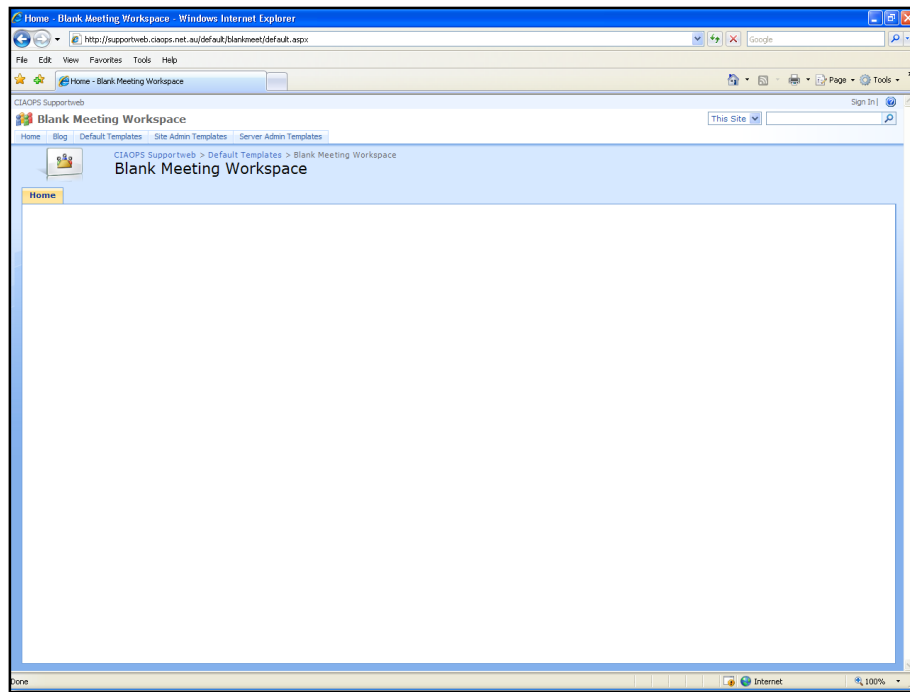 Home - Blank Meeting Workspace - Windows Internet Explorer
http://supportweb.ciaops.net.au/default/blankmeet/default.aspx
Google
File Edit View Favorites Tools Help
Home - Blank Meeting Workspace
Page Tools
CIAOPS Supportweb
Sign In
Blank Meeting Workspace
This Site
Home Blog Default Templates Site Admin Templates Server Admin Templates
CIAOPS Supportweb > Default Templates > Blank Meeting Workspace
Blank Meeting Workspace
Home
Done
Internet
100%